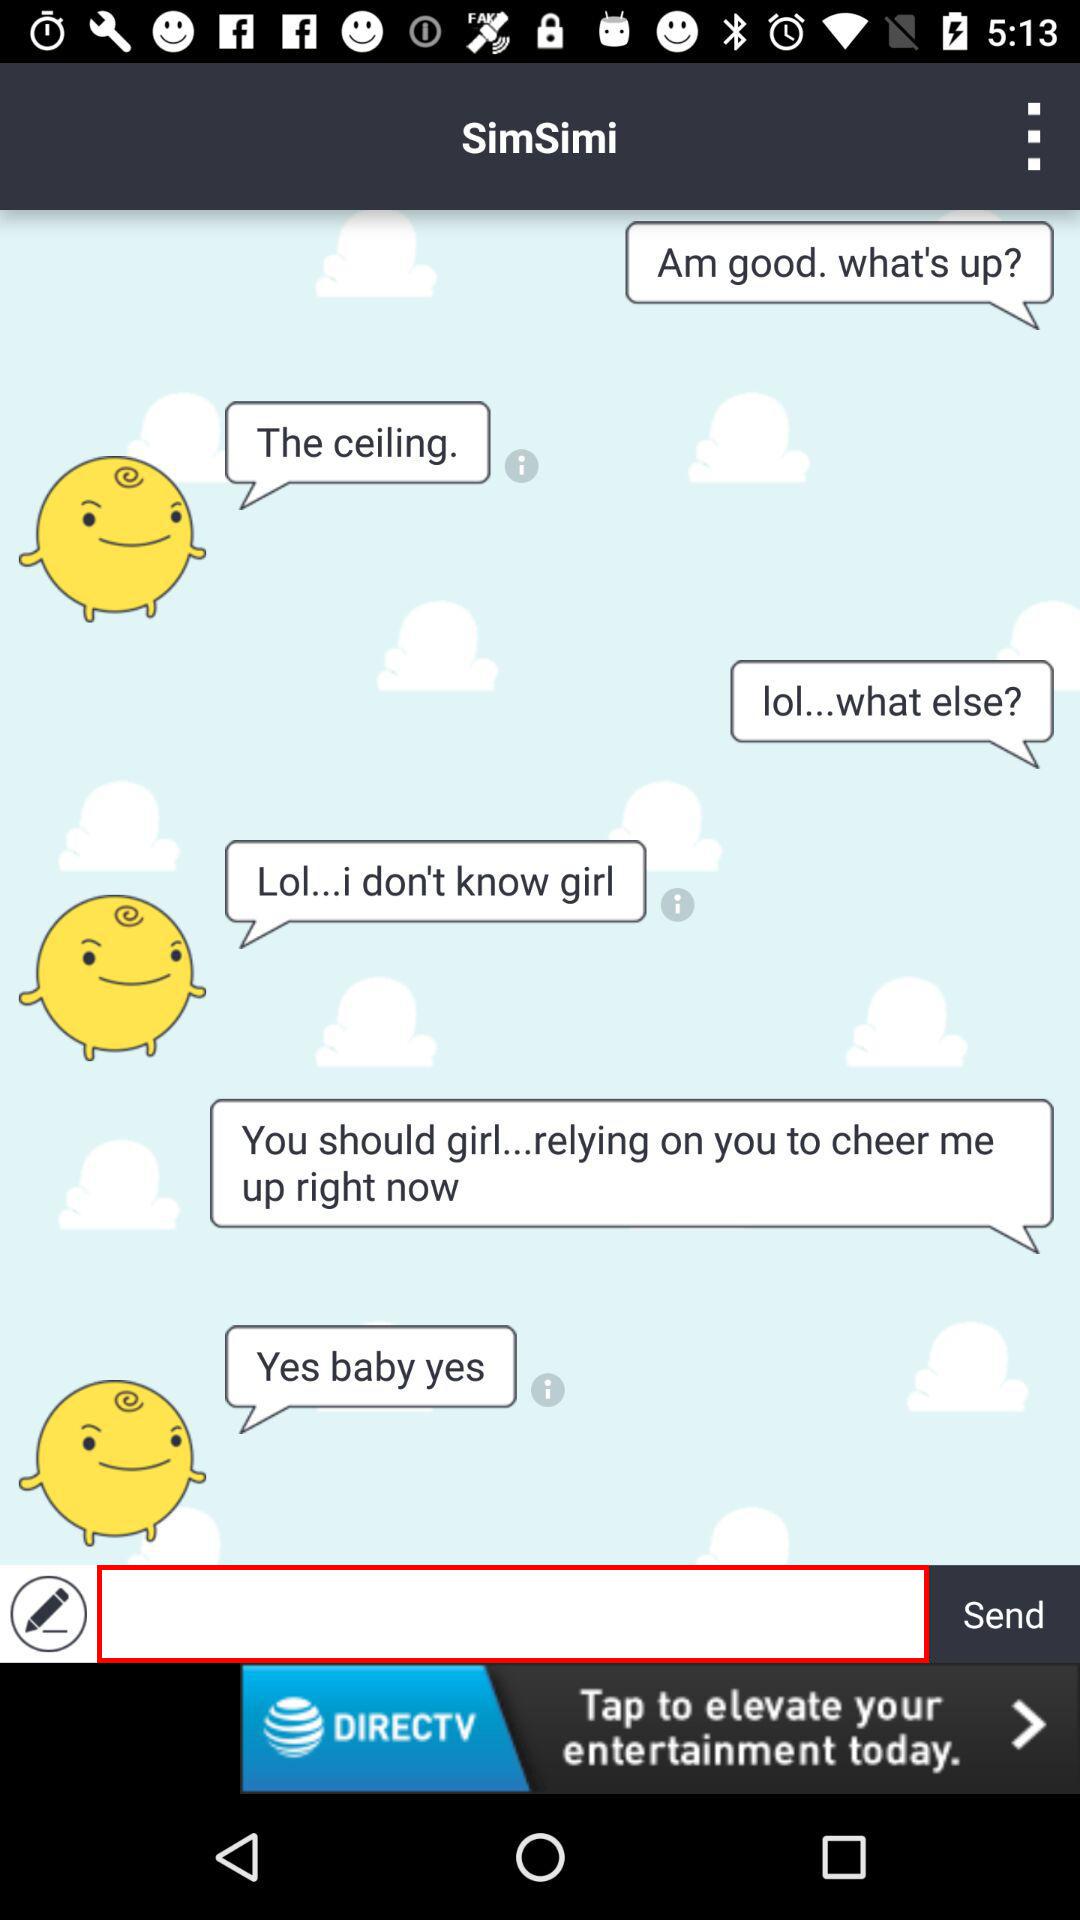 FAKE
5:13
SimSimi
Am good. what's up?
The ceiling.
lol...what else?
Lol...i don't know girl
You should girl...relying on you to cheer me
up right now
Yes baby yes
Send
DIRECTV
Tap to elevate your
entertainment today.